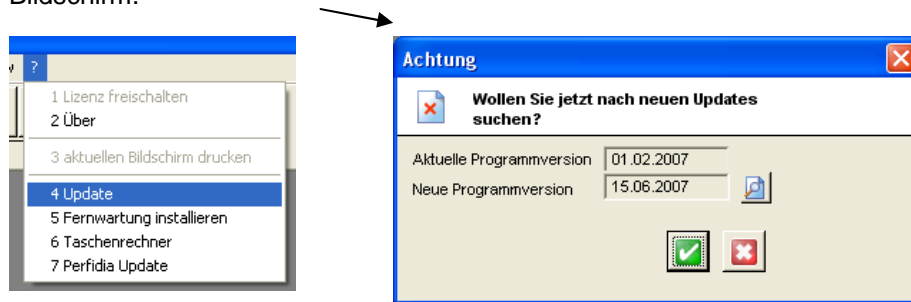 Bildschirm.
?
1 Lizenz freischalten
2 Über
3 aktuellen Bildschirm drucken
4 Update
5 Fernwartung installieren
6 Taschenrechner
7 Perfidia Update
Achtung
Wollen Sie jetzt nach neuen Updates
suchen?
Aktuelle Programmversion 01.02.2007
Neue Programmversion 15.06.2007